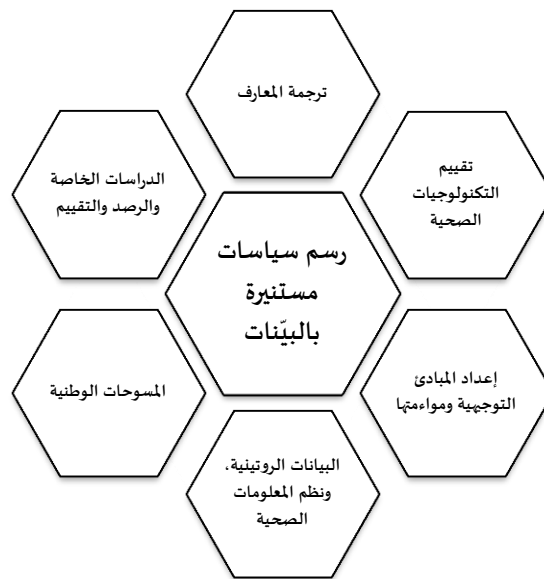 ترجمة المعارف
تقييم
التكنولوجيات
الصحية
الدراسات الخاصة
والرصد والتقييم
رسم سياسات
مستنيرة
بالبيّنات
إعداد المبادئ
التوجيهية ومواءمتها
المسوحات الوطنية
البيانات الروتينية،
ونظم المعلومات
الصحية